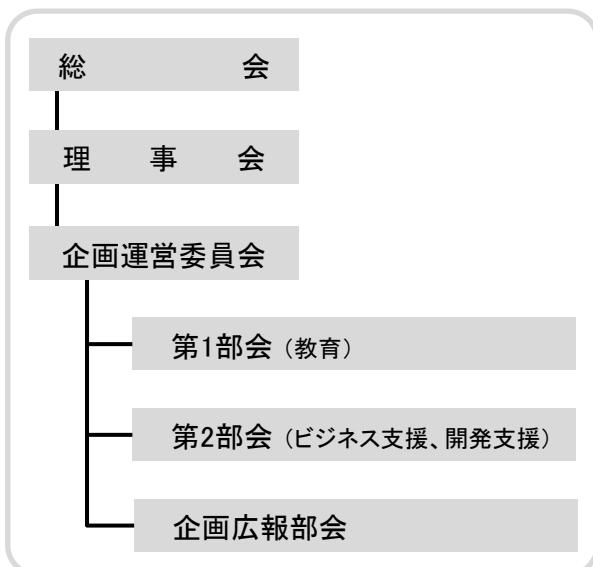 総会
理事会
企画運営委員会
第1部会（教育）
第2部会（ビジネス支援、開発支援）
企画広報部会